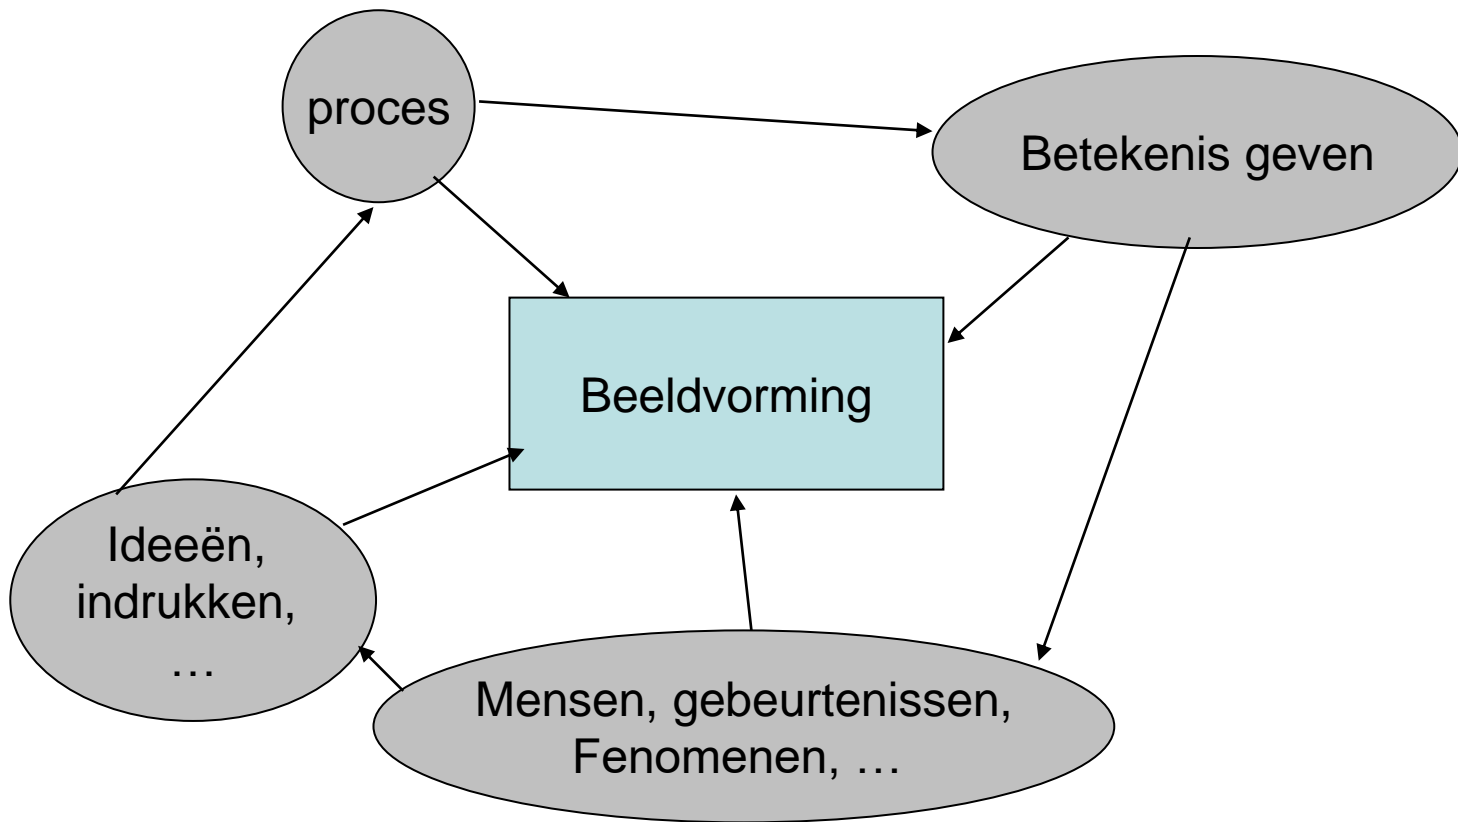 proces
Betekenis geven
Beeldvorming
Ideeën,
indrukken,
…
Mensen, gebeurtenissen,
Fenomenen, …